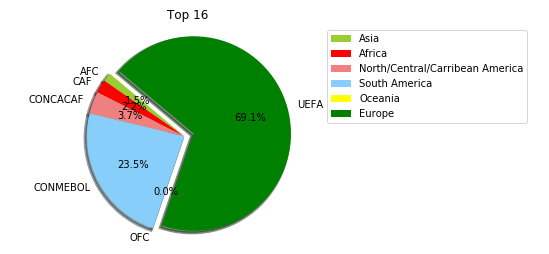 Top 16
AFC
CAF
CONCACAF
CONMEBOL
OFC
UEFA
1.5%
2.2%
3.7%
23.5%
0.0%
69.1%
Asia
Africa
North/Central/Carribean America
South America
Oceania
Europe